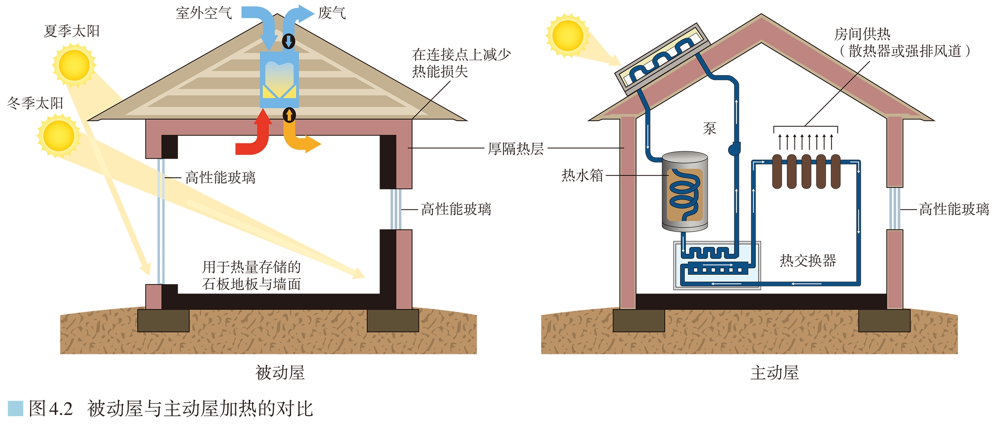 室外空气
废气
夏季太阳
冬季太阳
在连接点上减少
热能损失
厚隔热层
高性能玻璃
高性能玻璃
用于热量存储的
石板地板与墙面
被动屋
房间供热
（散热器或强排风道）
泵
热水箱
高性能玻璃
热交换器
主动屋
图4.2 被动屋与主动屋加热的对比